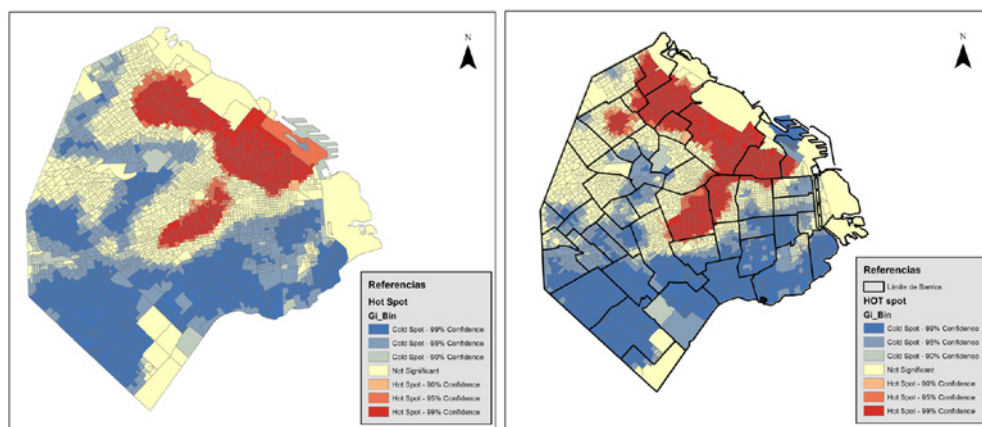 N
Referencias
Hot Spot
Gi_Bin
Cold Spot - 99% Confidence
Cold Spot - 95% Confidence
Cold Spot - 90% Confidence
Not Significant
Hot Spot - 90% Confidence
Hot Spot - 95% Confidence
Hot Spot - 99% Confidence
N
Referencias
Límite de Barrios
HOT spot
Gi_Bin
Cold Spot - 99% Confidence
Cold Spot - 95% Confidence
Cold Spot - 90% Confidence
Not Significant
Hot Spot - 90% Confidence
Hot Spot - 95% Confidence
Hot Spot - 99% Confidence